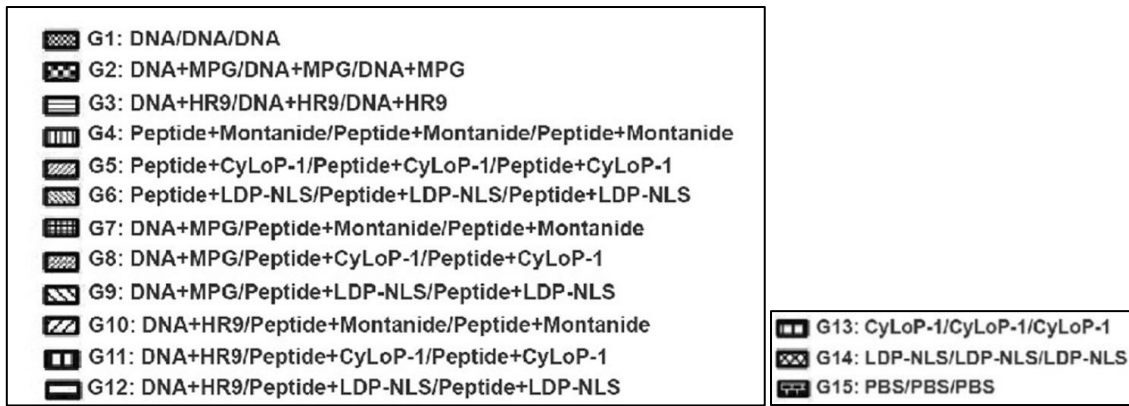 G1: DNA/DNA/DNA
G2: DNA+MPG/DNA+MPG/DNA+MPG
G3: DNA+HR9/DNA+HR9/DNA+HR9
G4: Peptide+Montanide/Peptide+Montanide/Peptide+Montanide
G5: Peptide+CyLoP-1/Peptide+CyLoP-1/Peptide+CyLoP-1
G6: Peptide+LDP-NLS/Peptide+LDP-NLS/Peptide+LDP-NLS
G7: DNA+MPG/Peptide+Montanide/Peptide+Montanide
G8: DNA+MPG/Peptide+CyLoP-1/Peptide+CyLoP-1
G9: DNA+MPG/Peptide+LDP-NLS/Peptide+LDP-NLS
G10: DNA+HR9/Peptide+Montanide/Peptide+Montanide
G11: DNA+HR9/Peptide+CyLoP-1/Peptide+CyLoP-1
G12: DNA+HR9/Peptide+LDP-NLS/Peptide+LDP-NLS
G13: CyLoP-1/CyLoP-1/CyLoP-1
G14: LDP-NLS/LDP-NLS/LDP-NLS
G15: PBS/PBS/PBS